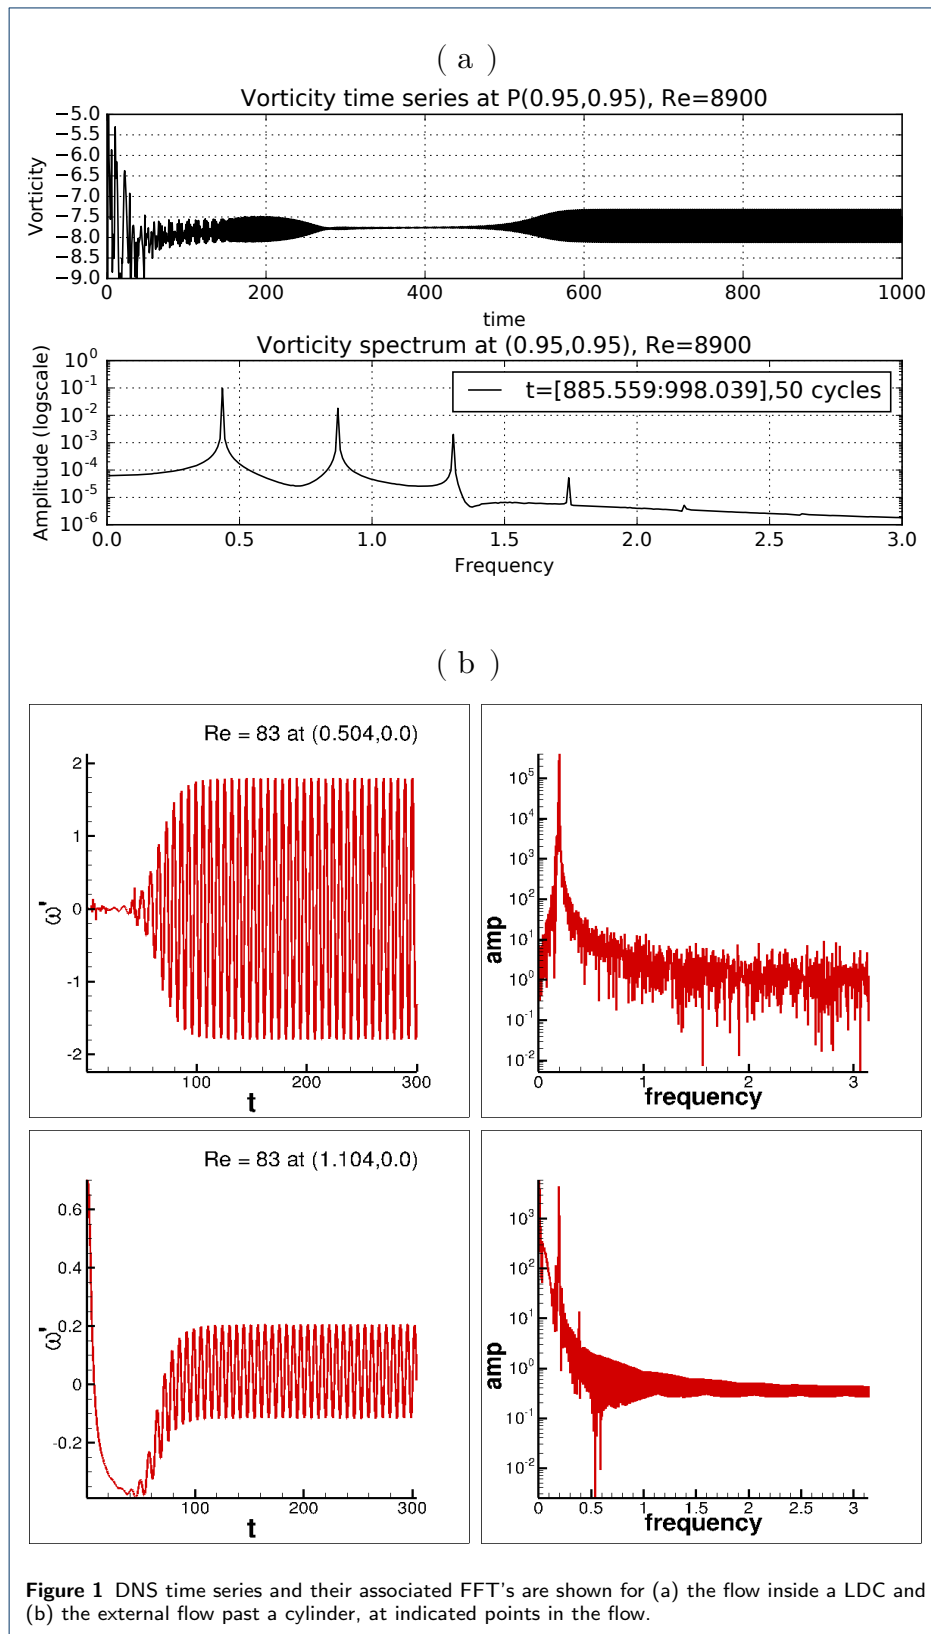 ( a )
Vorticity time series at P(0.95,0.95), Re=8900
Vorticity
−5.0
−5.5
−6.0
−6.5
−7.0
−7.5
−8.0
−8.5
−9.0
0 200 400 600 800 1000
time
Vorticity spectrum at (0.95,0.95), Re=8900
Amplitude (logscale)
10^0
10^-1
10^-2
10^-3
10^-4
10^-5
10^-6
t=[885.559:998.039],50 cycles
0.0 0.5 1.0 1.5 2.0 2.5 3.0
Frequency
( b )
Re = 83 at (0.504,0.0)
ω'
2
1
0
-1
-2
100 200 300
t
amp
10^5
10^4
10^3
10^2
10^1
10^0
10^-1
10^-2
0 1 2 3
frequency
Re = 83 at (1.104,0.0)
ω'
0.6
0.4
0.2
0
-0.2
100 200 300
t
amp
10^3
10^2
10^1
10^0
10^-1
10^-2
0 0.5 1 1.5 2 2.5 3
frequency
Figure 1 DNS time series and their associated FFT's are shown for (a) the flow inside a LDC and
(b) the external flow past a cylinder, at indicated points in the flow.